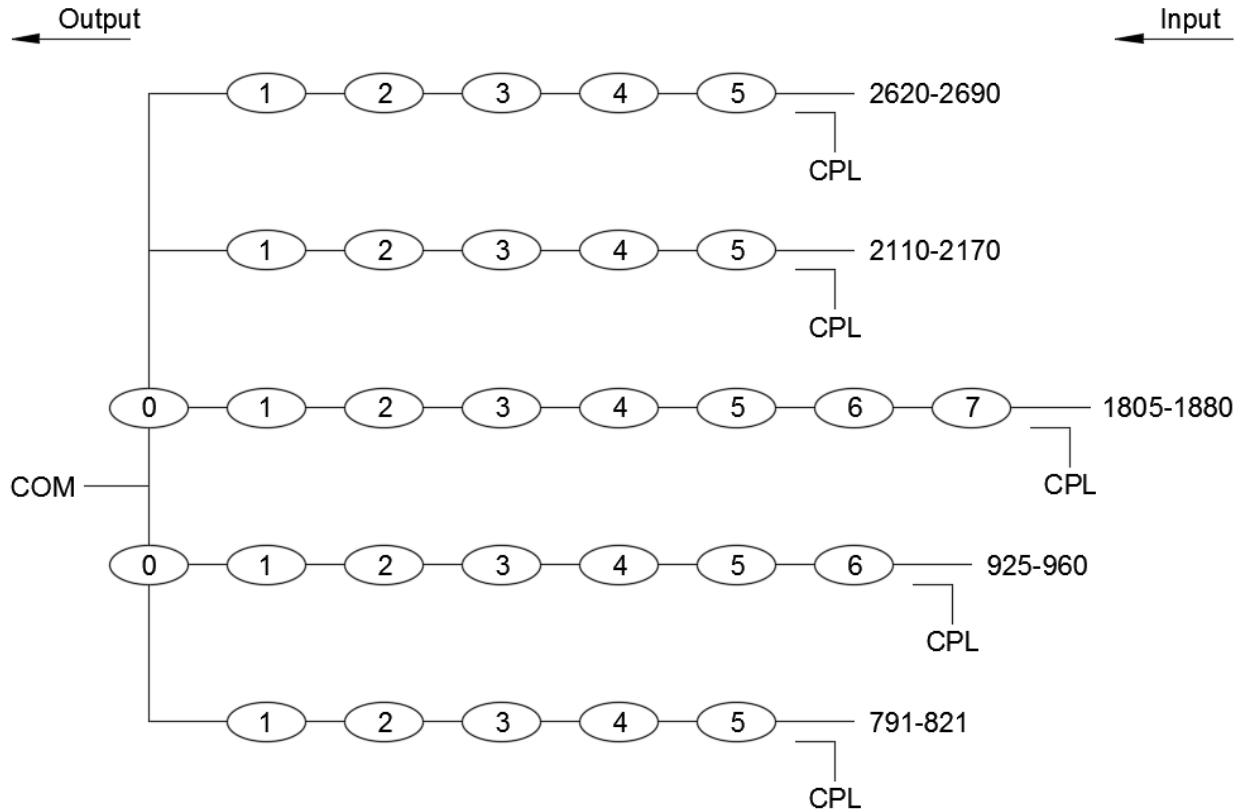 Output Input
1 2 3 4 5 2620-2690
CPL
1 2 3 4 5 2110-2170
CPL
0 1 2 3 4 5 6 7 1805-1880
COM CPL
0 1 2 3 4 5 6 925-960
CPL
1 2 3 4 5 791-821
CPL